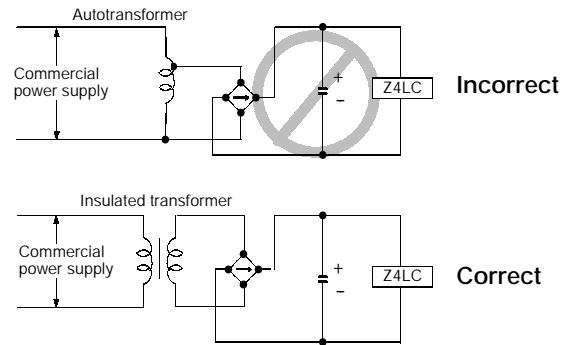 Autotransformer
Commercial
power supply
+
−
Z4LC
Incorrect
Insulated transformer
Commercial
power supply
+
−
Z4LC
Correct